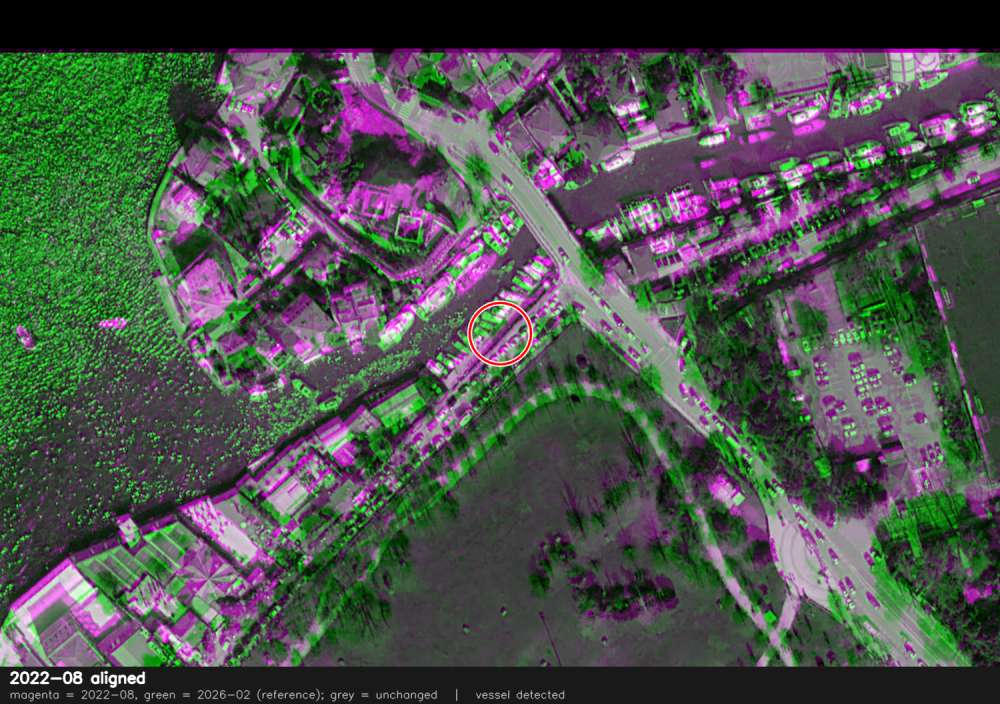 2022-08 aligned
magenta = 2022-08, green = 2026-02 (reference); grey = unchanged | vessel detected